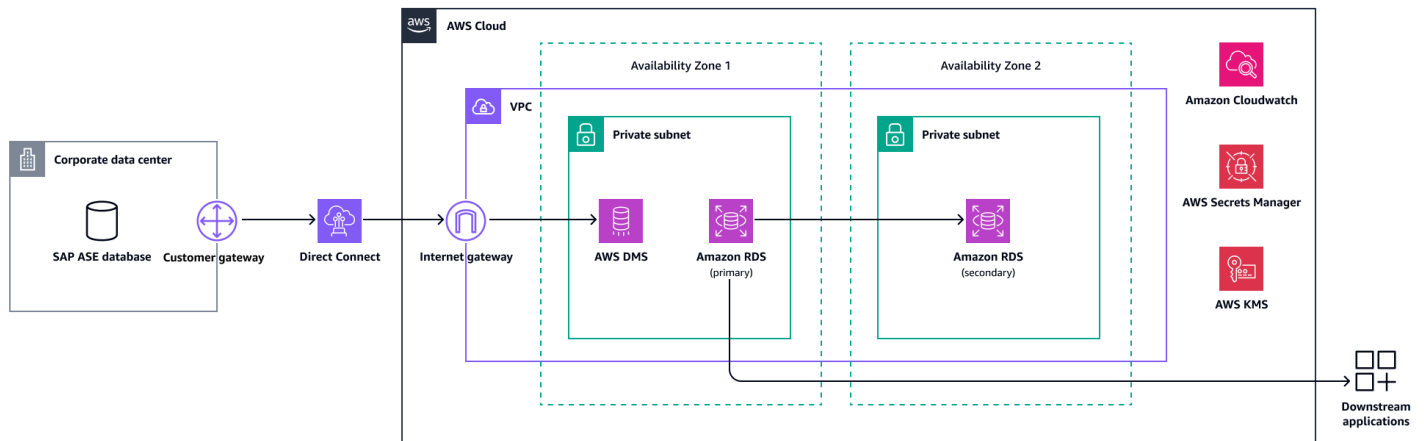 aws
AWS Cloud
Availability Zone 1
Availability Zone 2
Amazon Cloudwatch
VPC
Private subnet
Private subnet
Corporate data center
AWS Secrets Manager
SAP ASE database
Customer gateway
Direct Connect
Internet gateway
AWS DMS
Amazon RDS
(primary)
Amazon RDS
(secondary)
AWS KMS
Downstream
applications